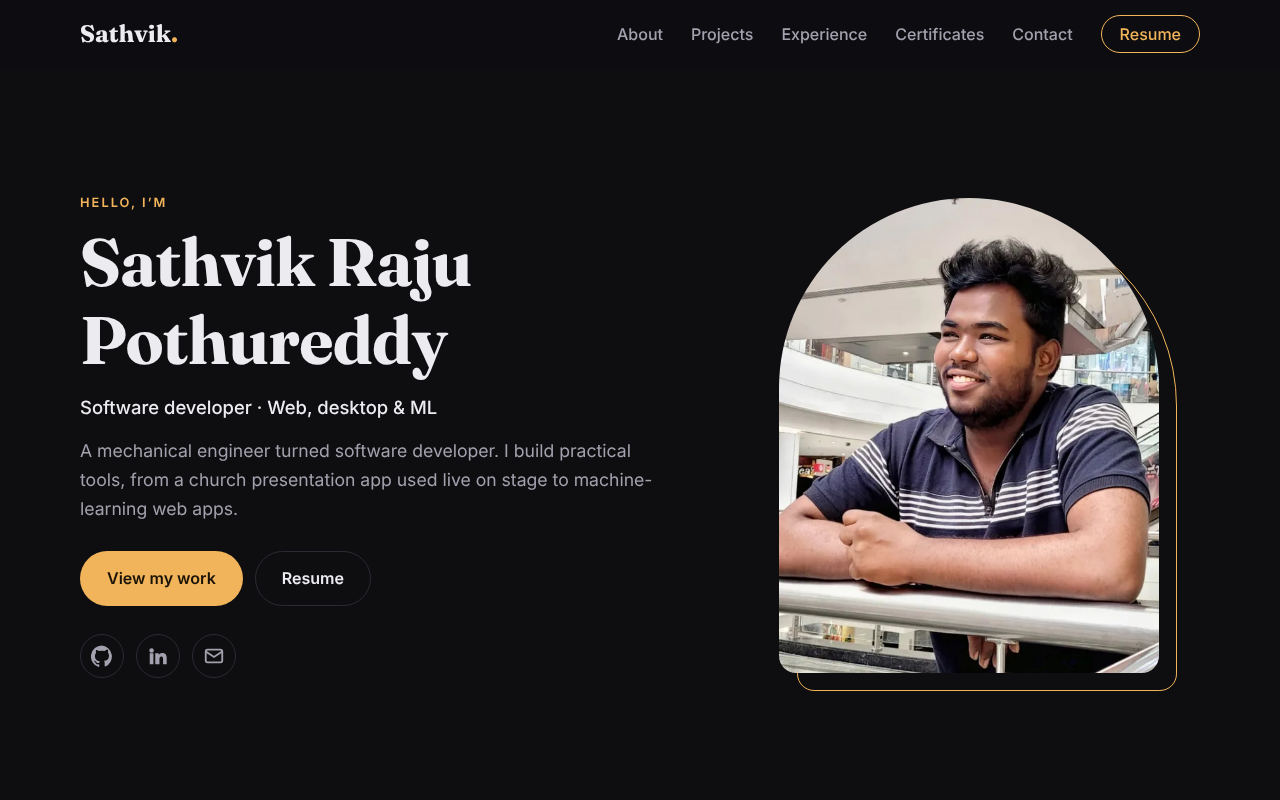 Sathvik.
About
Projects
Experience
Certificates
Contact
Resume
HELLO, I’M
Sathvik Raju
Pothureddy
Software developer · Web, desktop & ML
A mechanical engineer turned software developer. I build practical
tools, from a church presentation app used live on stage to machine-
learning web apps.
View my work
Resume
in